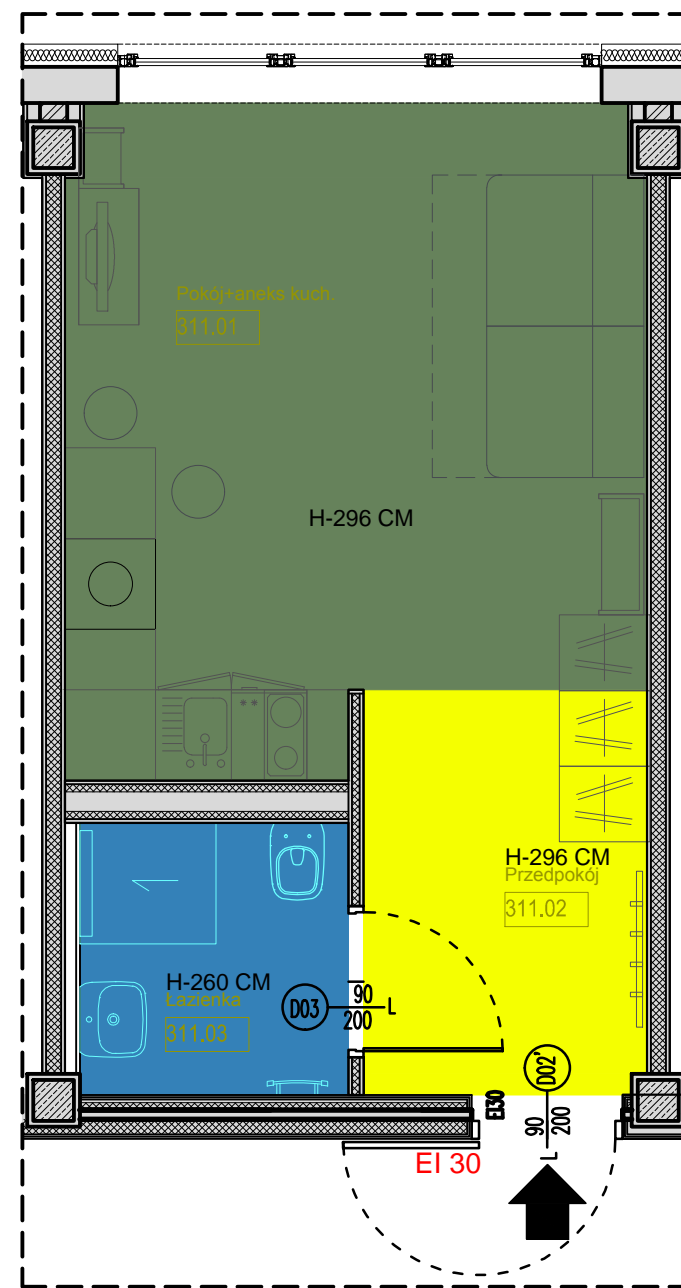 Pokój+aneks kuch.
311.01
H-296 CM
**
H-296 CM
Przedpokój
311.02
1
H-260 CM
Łazienka
311.03
D03
90
200
L
D02'
90
200
L
EI30
EI 30